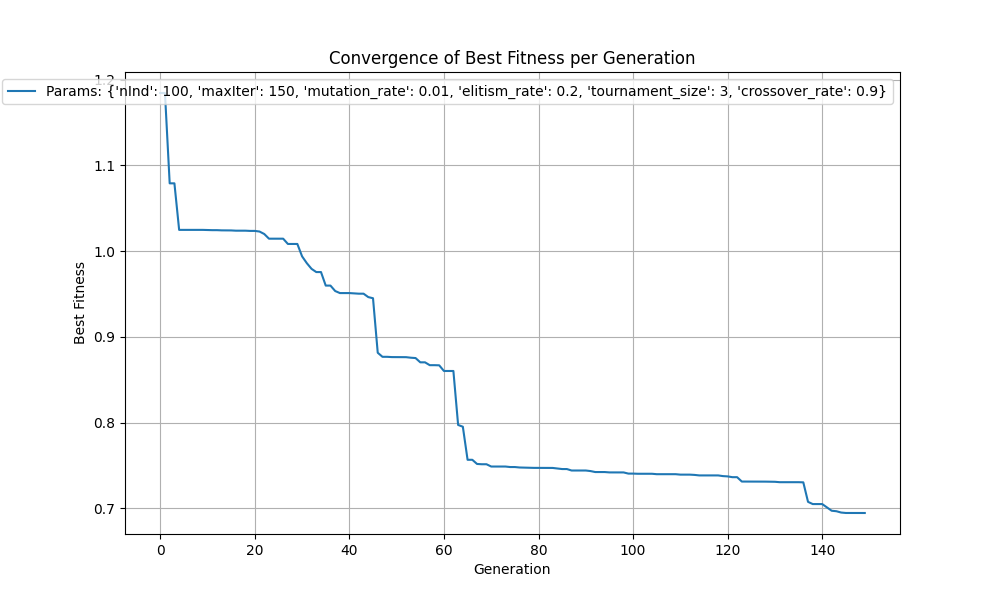 Convergence of Best Fitness per Generation
1.2
Params: {'nInd': 100, 'maxIter': 150, 'mutation_rate': 0.01, 'elitism_rate': 0.2, 'tournament_size': 3, 'crossover_rate': 0.9}
1.1
1.0
0.9
0.8
0.7
Best Fitness
0 20 40 60 80 100 120 140
Generation